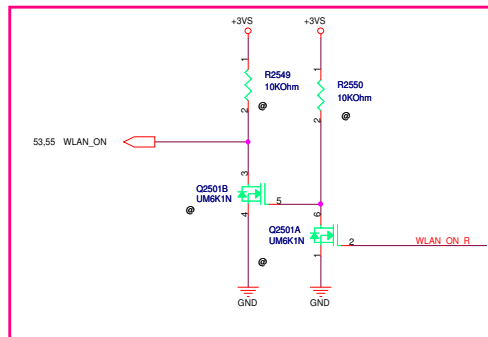 +3VS
+3VS
1
1
R2549
10KOhm
R2550
10KOhm
2
@
2
@
53,55 WLAN_ON
3
Q2501B
UM6K1N
5
@
4
6
Q2501A
UM6K1N
2
WLAN_ON_R
1
@
GND
GND